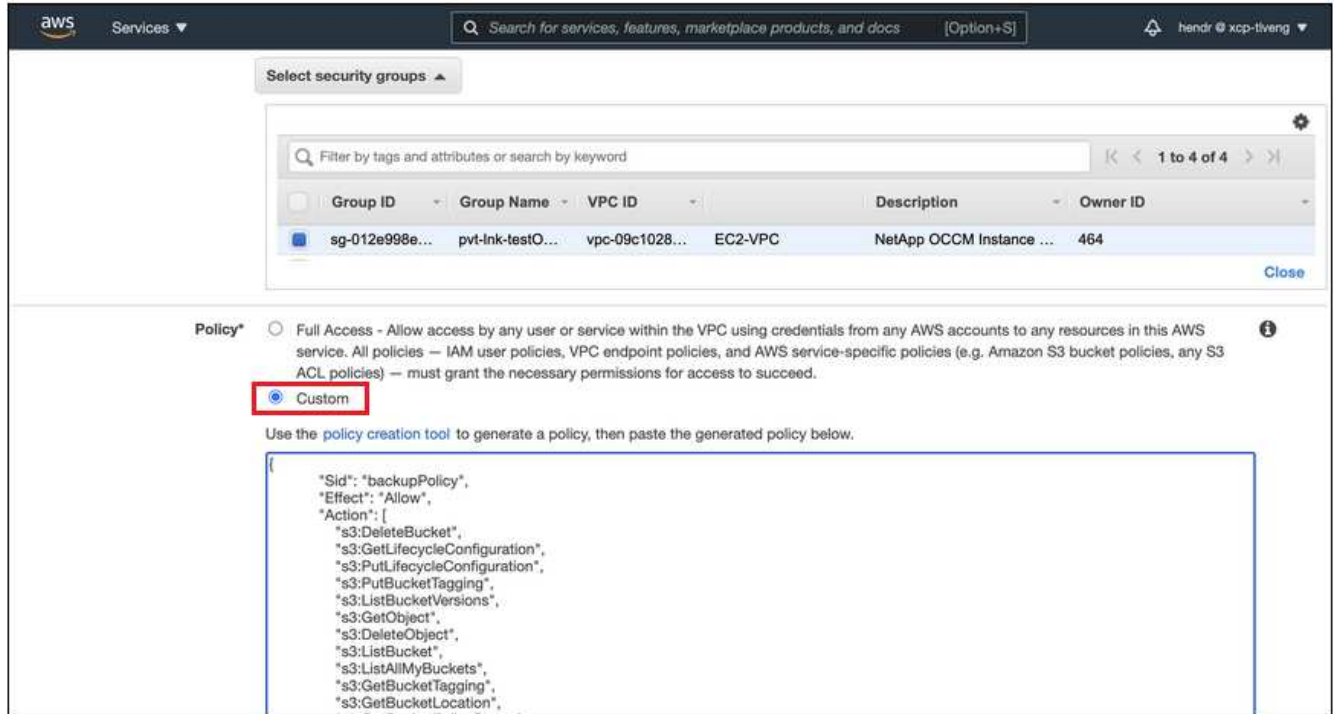 aws Services ▼ Search for services, features, marketplace products, and docs [Option+S] hendr @ xcp-tlveng ▼
Select security groups ▲
Filter by tags and attributes or search by keyword 1 to 4 of 4
Group ID Group Name VPC ID Description Owner ID
sg-012e998e... pvt-lnk-testO... vpc-09c1028... EC2-VPC NetApp OCCM Instance ... 464
Close
Policy* Full Access - Allow access by any user or service within the VPC using credentials from any AWS accounts to any resources in this AWS
service. All policies — IAM user policies, VPC endpoint policies, and AWS service-specific policies (e.g. Amazon S3 bucket policies, any S3
ACL policies) — must grant the necessary permissions for access to succeed.
Custom
Use the policy creation tool to generate a policy, then paste the generated policy below.
{
"Sid": "backupPolicy",
"Effect": "Allow",
"Action": [
"s3:DeleteBucket",
"s3:GetLifecycleConfiguration",
"s3:PutLifecycleConfiguration",
"s3:PutBucketTagging",
"s3:ListBucketVersions",
"s3:GetObject",
"s3:DeleteObject",
"s3:ListBucket",
"s3:ListAllMyBuckets",
"s3:GetBucketTagging",
"s3:GetBucketLocation",